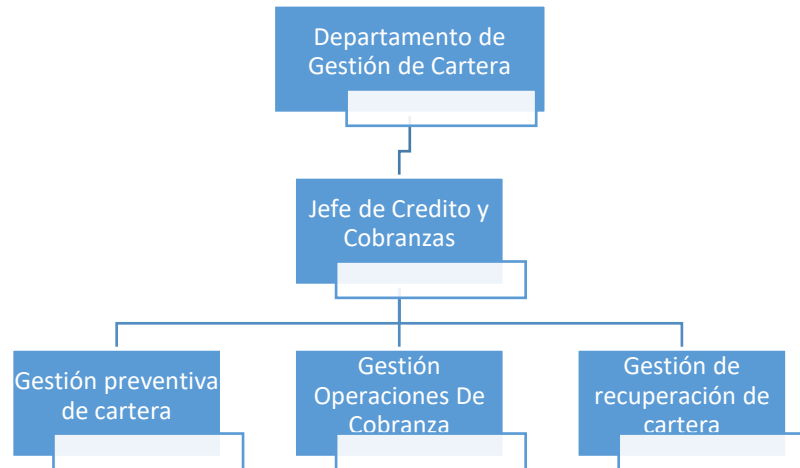 Departamento de
Gestión de Cartera
Jefe de Credito y
Cobranzas
Gestión preventiva
de cartera
Gestión
Operaciones De
Cobranza
Gestión de
recuperación de
cartera